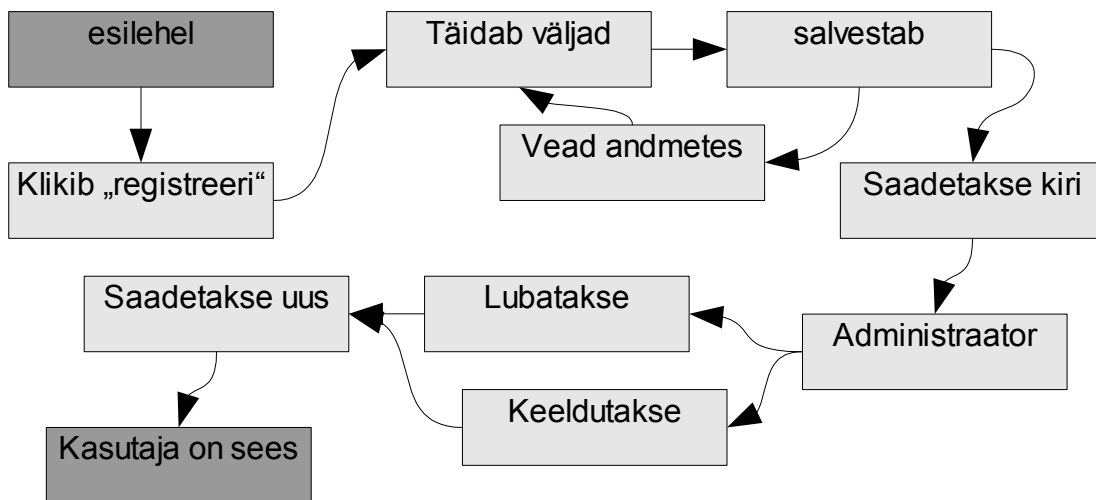 esilehel
Täidab väljad
salvestab
Vead andmetes
Klikib „registreeri“
Saadetakse kiri
Saadetakse uus
Lubatakse
Administraator
Keeldutakse
Kasutaja on sees